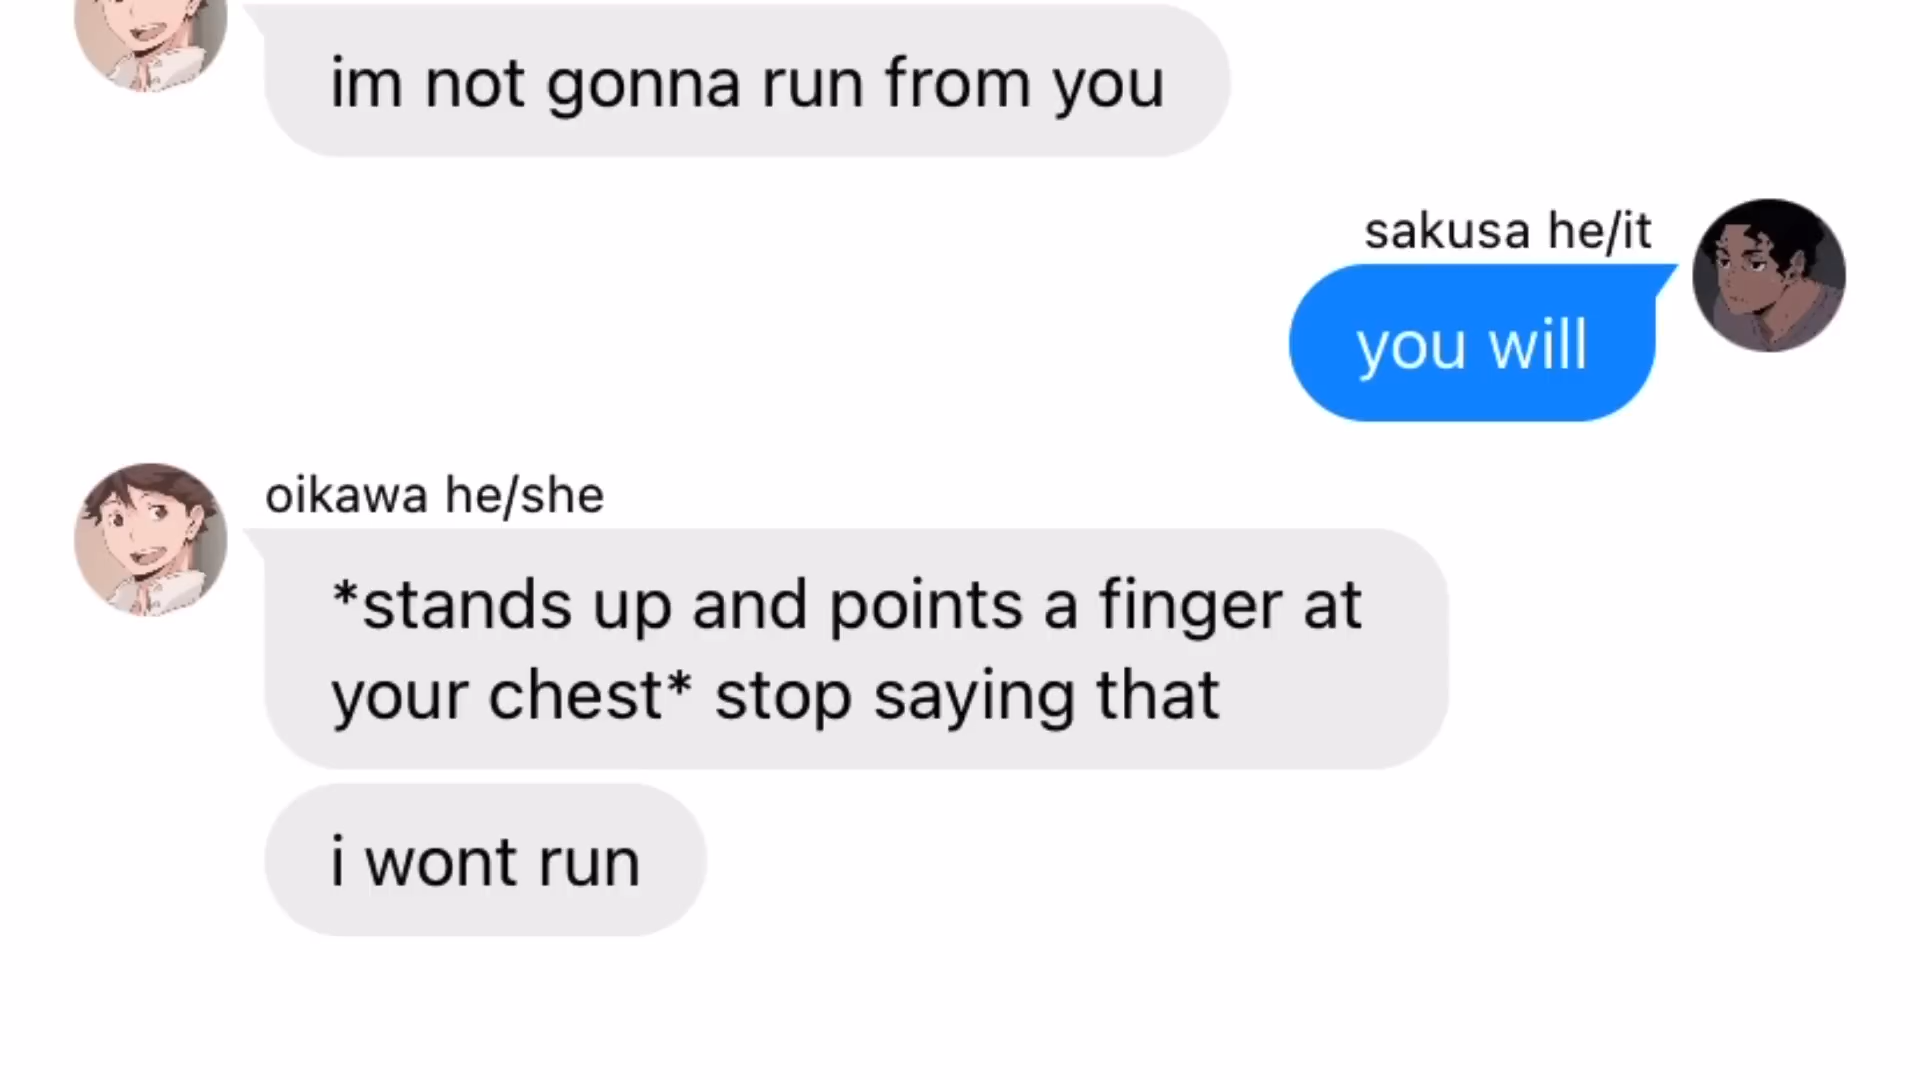 im not gonna run from you
sakusa he/it
you will
oikawa he/she
*stands up and points a finger at
your chest* stop saying that
i wont run